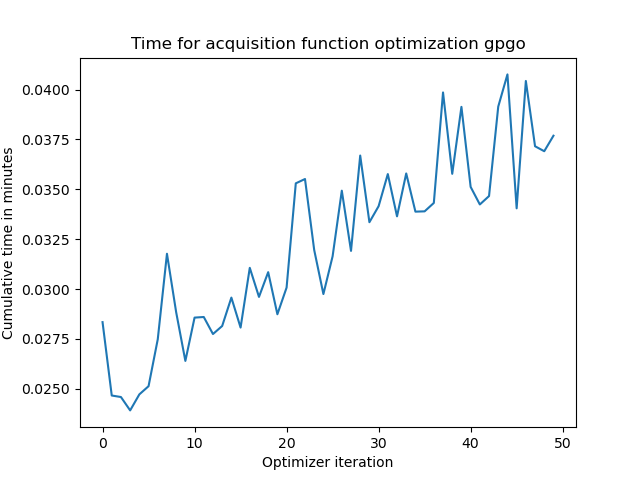 Time for acquisition function optimization gpgo
0.0400
0.0375
0.0350
0.0325
0.0300
0.0275
0.0250
Cumulative time in minutes
0 10 20 30 40 50
Optimizer iteration